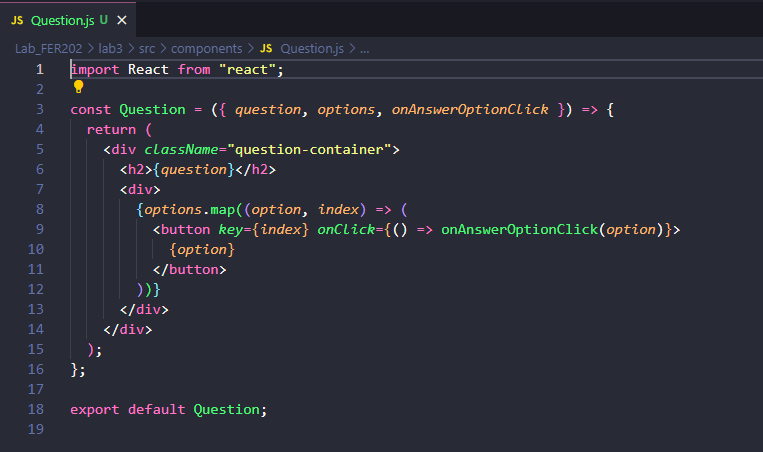 JS Question.js U ×
Lab_FER202 > lab3 > src > components > JS Question.js > ...
1 import React from "react";
2
3 const Question = ({ question, options, onAnswerOptionClick }) => {
4   return (
5     <div className="question-container">
6       <h2>{question}</h2>
7       <div>
8         {options.map((option, index) => (
9           <button key={index} onClick={() => onAnswerOptionClick(option)}>
10             {option}
11           </button>
12         ))}
13       </div>
14     </div>
15   );
16 };
17
18 export default Question;
19